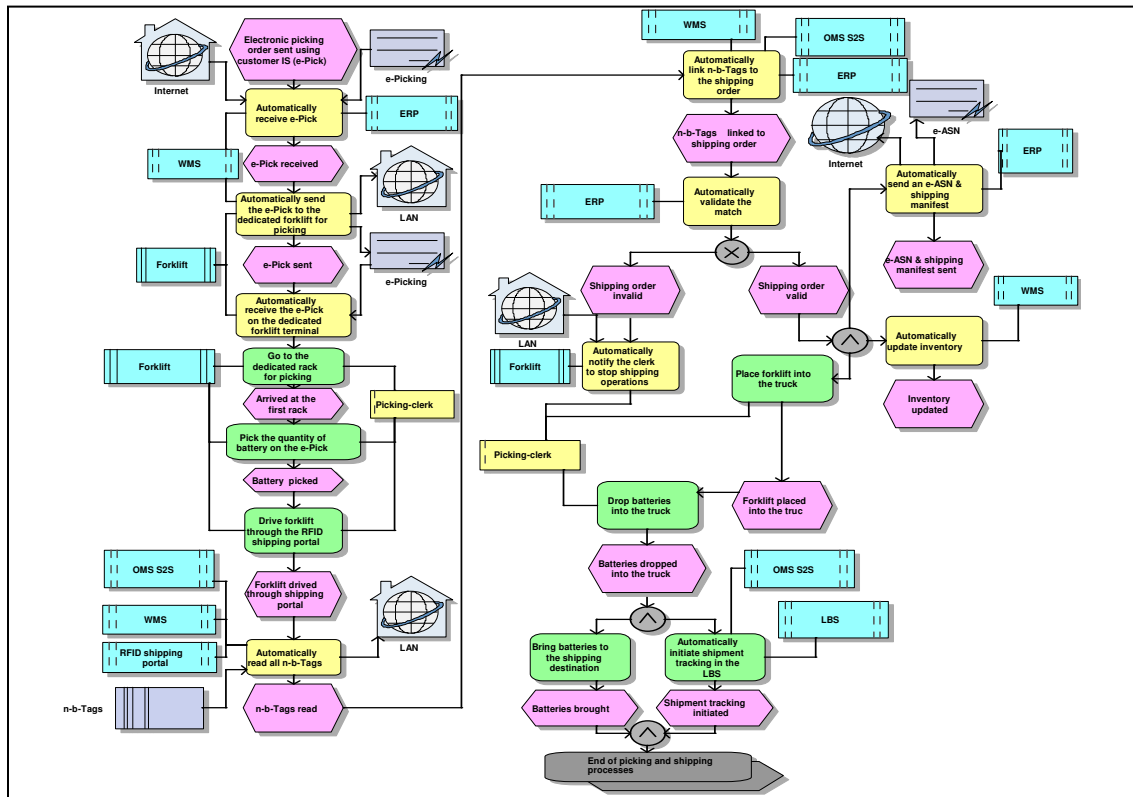 Electronic picking
order sent using
customer IS (e-Pick)
Internet
e-Picking
Automatically
receive e-Pick
ERP
e-Pick received
WMS
LAN
Automatically send
the e-Pick to the
dedicated forklift for
picking
Forklift
e-Pick sent
e-Picking
Automatically
receive the e-Pick
on the dedicated
forklift terminal
Forklift
Go to the
dedicated rack
for picking
Arrived at the
first rack
Picking-clerk
Pick the quantity of
battery on the e-Pick
Battery picked
Drive forklift
through the RFID
shipping portal
OMS S2S
Forklift drived
through shipping
portal
WMS
RFID shipping
portal
Automatically
read all n-b-Tags
LAN
n-b-Tags
n-b-Tags read
WMS
OMS S2S
Automatically
link n-b-Tags to
the shipping
order
ERP
n-b-Tags linked to
shipping order
Internet
e-ASN
ERP
ERP
Automatically
validate the
match
Automatically
send an e-ASN &
shipping
manifest
e-ASN & shipping
manifest sent
Shipping order
invalid
Shipping order
valid
WMS
LAN
Forklift
Automatically
notify the clerk
to stop shipping
operations
Automatically
update inventory
Place forklift into
the truck
Inventory
updated
Picking-clerk
Drop batteries
into the truck
Forklift placed
into the truc
Batteries dropped
into the truck
OMS S2S
LBS
Bring batteries to
the shipping
destination
Automatically
initiate shipment
tracking in the
LBS
Batteries brought
Shipment tracking
initiated
End of picking and shipping
processes